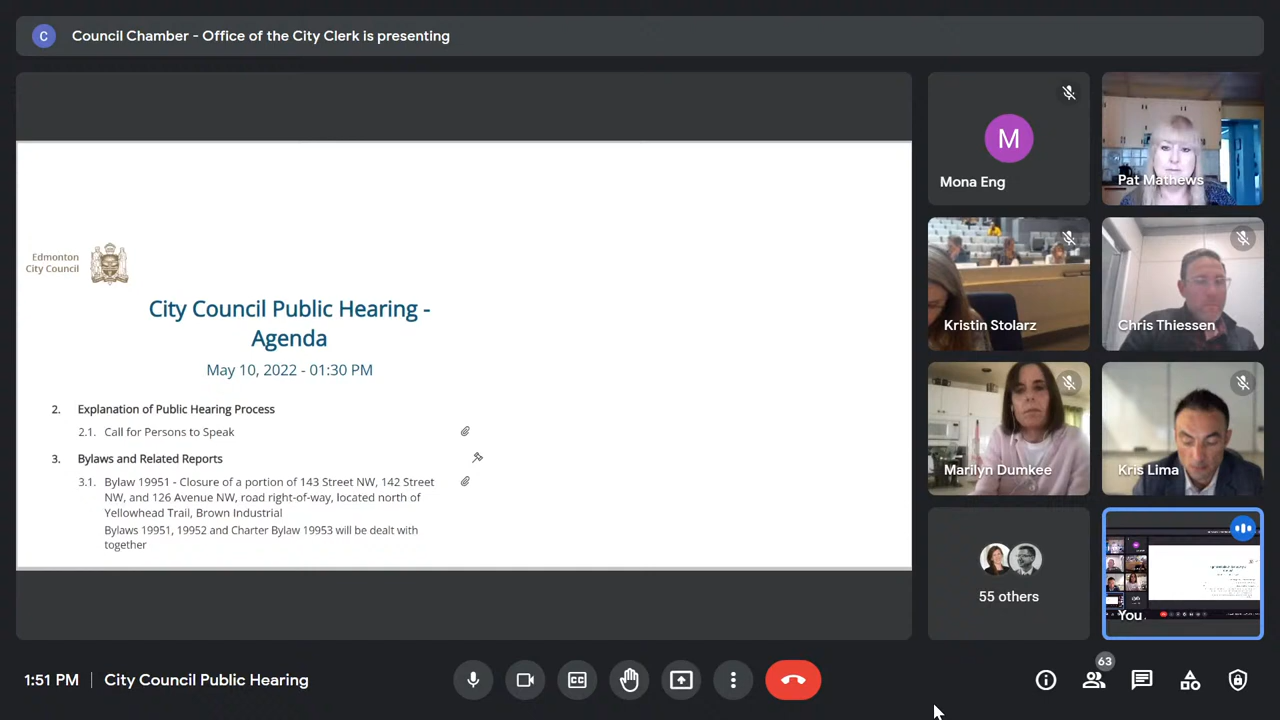 C
Council Chamber - Office of the City Clerk is presenting
Edmonton
City Council
City Council Public Hearing -
Agenda
May 10, 2022 - 01:30 PM
2. Explanation of Public Hearing Process
2.1. Call for Persons to Speak
3. Bylaws and Related Reports
3.1. Bylaw 19951 - Closure of a portion of 143 Street NW, 142 Street
NW, and 126 Avenue NW, road right-of-way, located north of
Yellowhead Trail, Brown Industrial
Bylaws 19951, 19952 and Charter Bylaw 19953 will be dealt with
together
M
Mona Eng
Pat Mathews
Kristin Stolarz
Chris Thiessen
Marilyn Dumkee
Kris Lima
55 others
You
1:51 PM | City Council Public Hearing
CC
63